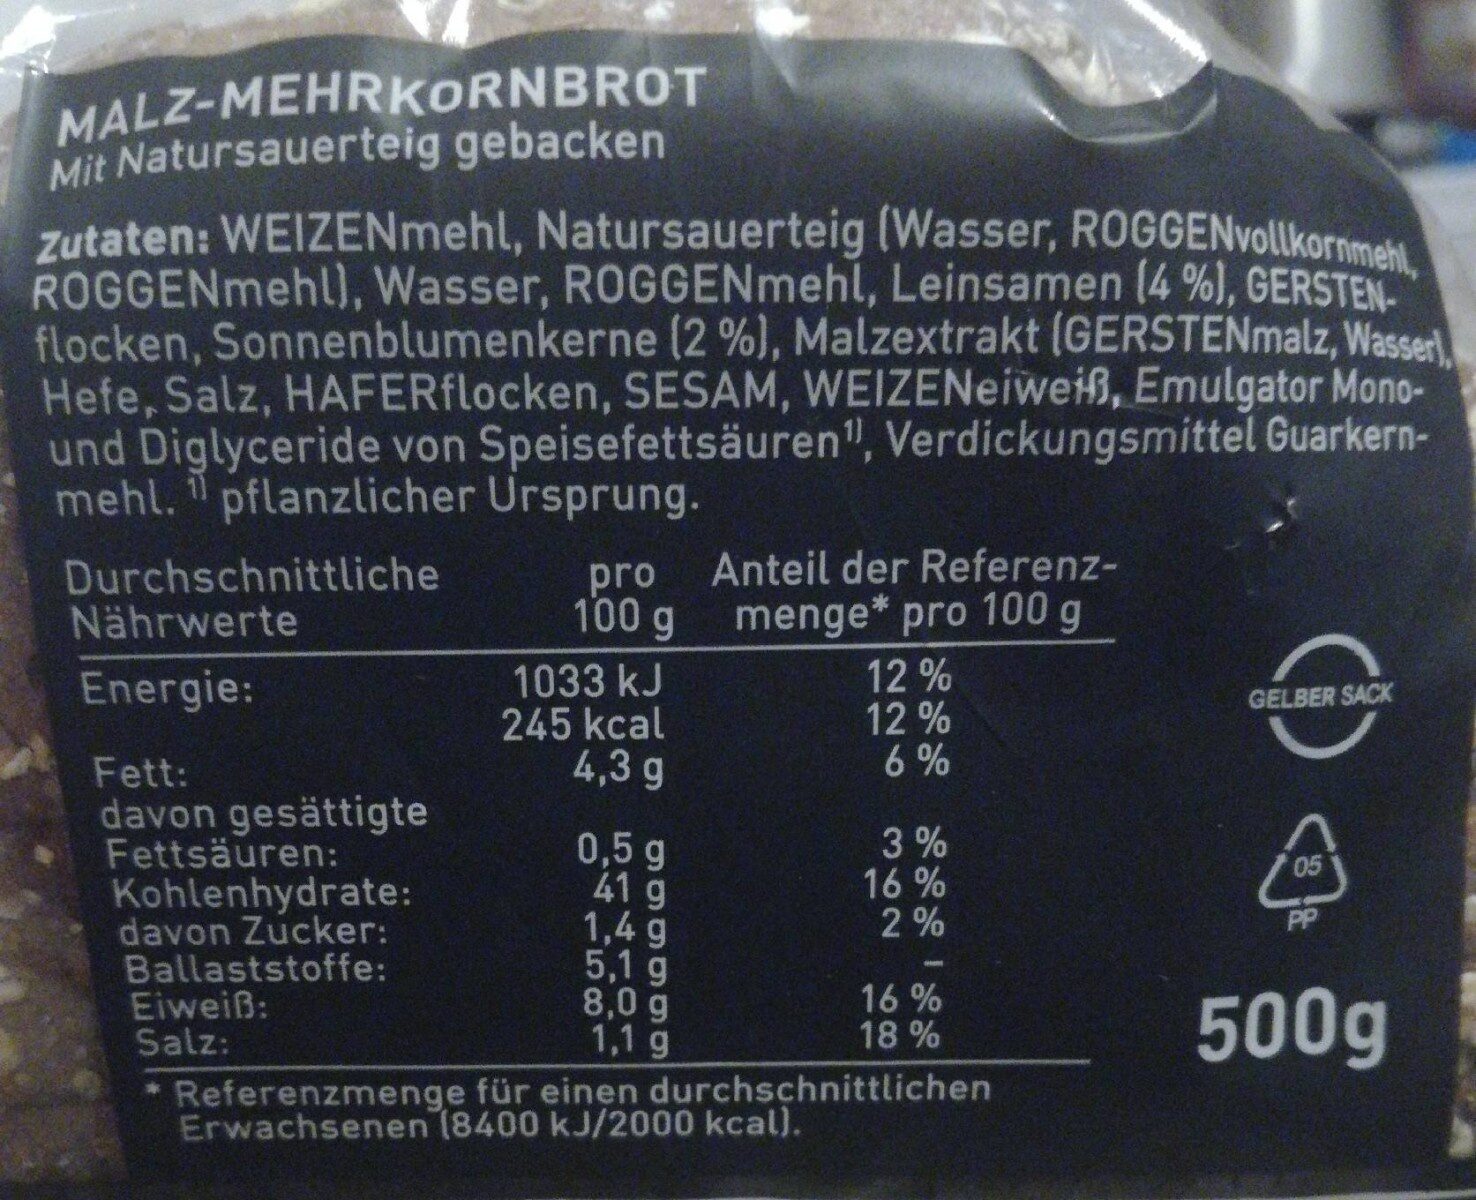 MALZ-MEHRKORNBROT
Mit Natursauerteig gebacken
Zutaten: WEIZENmehl, Natursauerteig (Wasser, ROGGENvollkornmehl,
ROGGENmehl), Wasser, ROGGENmehl, Leinsamen (4 %), GERSTEN-
flocken, Sonnenblumenkerne (2 %), Malzextrakt (GERSTENmalz, Wasser),
Hefe, Salz, HAFERflocken, SESAM, WEIZENeiweiß, Emulgator Mono-
und Diglyceride von Speisefettsäuren¹⁾, Verdickungsmittel Guarkern-
mehl. ¹⁾ pflanzlicher Ursprung.
Durchschnittliche pro Anteil der Referenz-
Nährwerte 100 g menge* pro 100 g
Energie: 1033 kJ 12 %
245 kcal 12 %
Fett: 4,3 g 6 %
davon gesättigte
Fettsäuren: 0,5 g 3 %
Kohlenhydrate: 41 g 16 %
davon Zucker: 1,4 g 2 %
Ballaststoffe: 5,1 g –
Eiweiß: 8,0 g 16 %
Salz: 1,1 g 18 %
* Referenzmenge für einen durchschnittlichen
Erwachsenen (8400 kJ/2000 kcal).
GELBER SACK
05
PP
500g